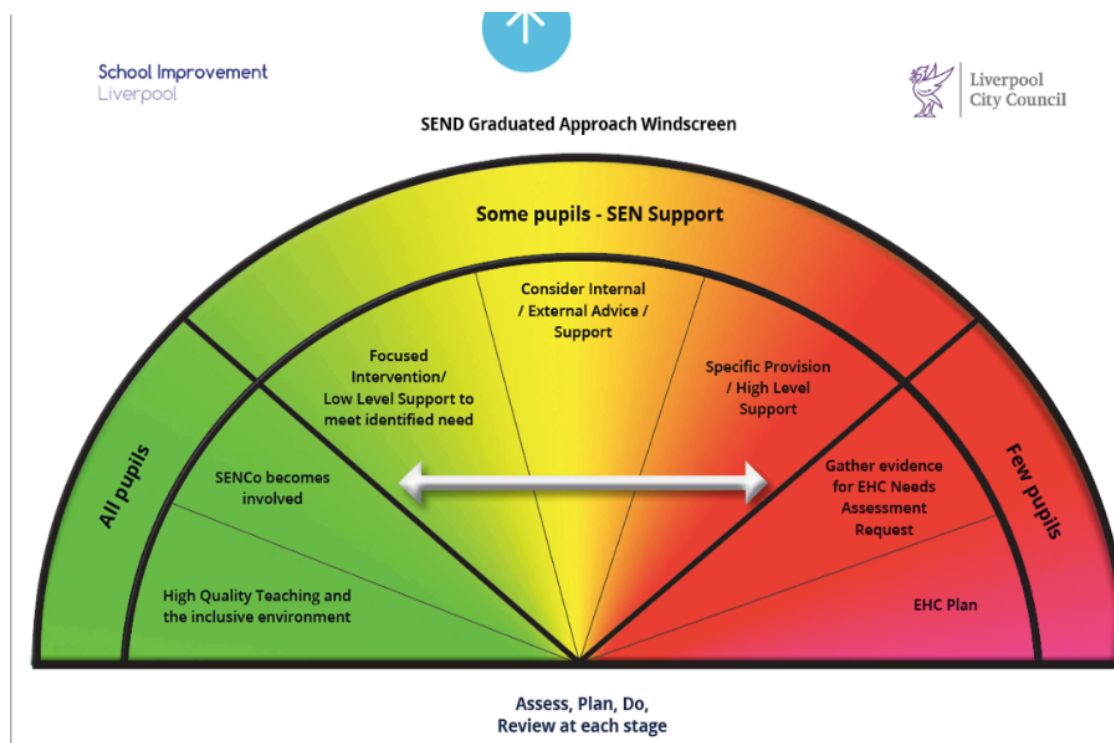 School Improvement
Liverpool
Liverpool
City Council
SEND Graduated Approach Windscreen
Some pupils - SEN Support
Consider Internal
/ External Advice /
Support
Focused
Intervention/
Low Level Support to
meet identified need
Specific Provision
/ High Level
Support
All pupils
SENCo becomes
involved
Gather evidence
for EHC Needs
Assessment
Request
Few pupils
High Quality Teaching and
the inclusive environment
EHC Plan
Assess, Plan, Do,
Review at each stage